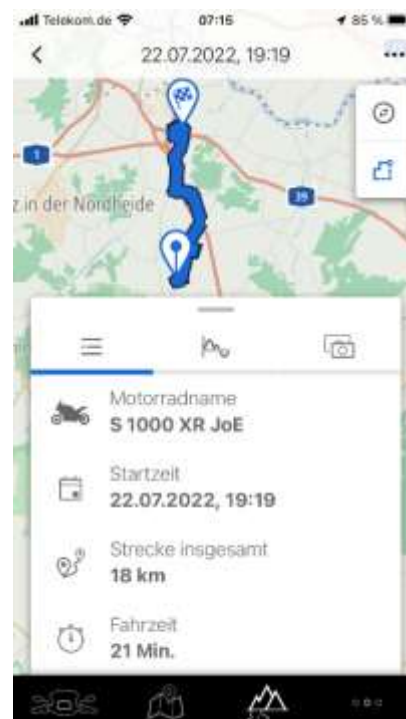 Telekom.de 07:16 85 %
22.07.2022, 19:19
1
39
z in der Nordheide
Motorradname
S 1000 XR JoE
Startzeit
22.07.2022, 19:19
Strecke insgesamt
18 km
Fahrzeit
21 Min.